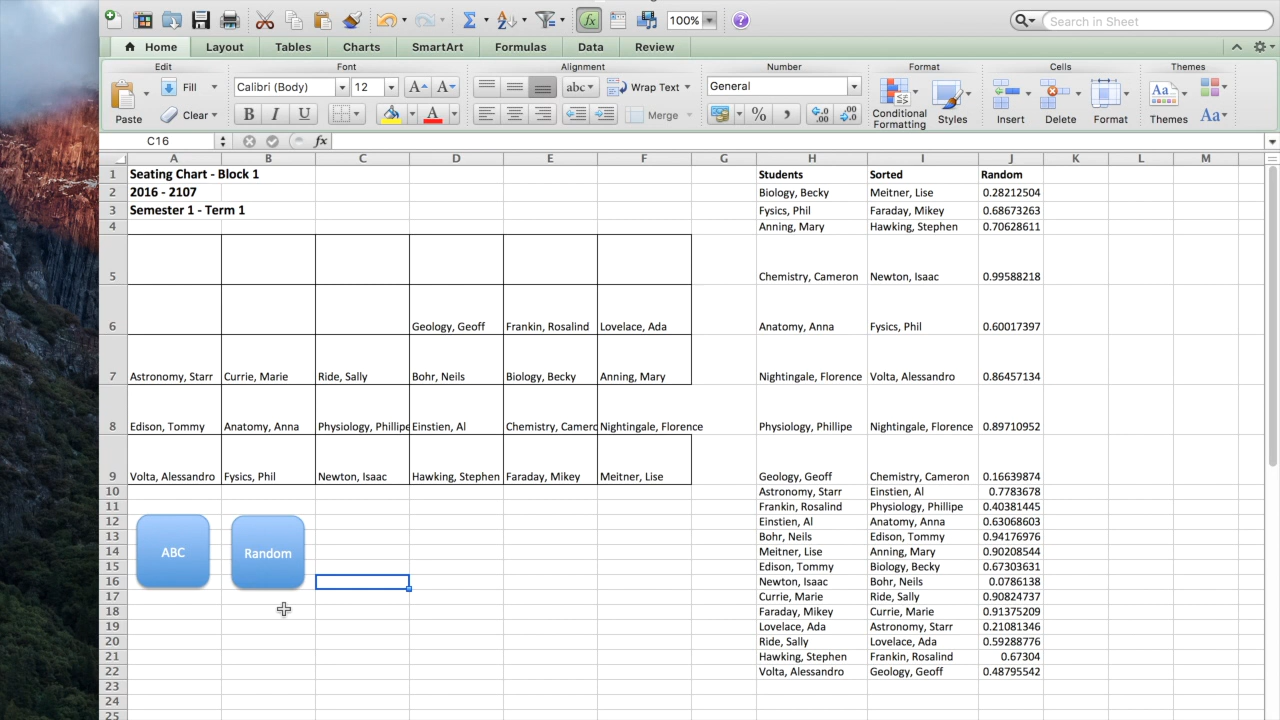 100%
Search in Sheet
Home Layout Tables Charts SmartArt Formulas Data Review
Edit Font Alignment Number Format Cells Themes
Paste Fill Clear Calibri (Body) 12 A A B I U A abc Wrap Text Merge General % Conditional Formatting Styles Insert Delete Format Themes Aa
C16 fx
A B C D E F G H I J K L M
1 Seating Chart - Block 1 Students Sorted Random
2 2016 - 2107 Biology, Becky Meitner, Lise 0.28212504
3 Semester 1 - Term 1 Fysics, Phil Faraday, Mikey 0.68673263
4 Anning, Mary Hawking, Stephen 0.70628611
5 Chemistry, Cameron Newton, Isaac 0.99588218
6 Geology, Geoff Frankin, Rosalind Lovelace, Ada Anatomy, Anna Fysics, Phil 0.60017397
7 Astronomy, Starr Currie, Marie Ride, Sally Bohr, Neils Biology, Becky Anning, Mary Nightingale, Florence Volta, Alessandro 0.86457134
8 Edison, Tommy Anatomy, Anna Physiology, Phillipe Einstien, Al Chemistry, Camerc Nightingale, Florence Physiology, Phillipe Nightingale, Florence 0.89710952
9 Volta, Alessandro Fysics, Phil Newton, Isaac Hawking, Stephen Faraday, Mikey Meitner, Lise Geology, Geoff Chemistry, Cameron 0.16639874
10 Astronomy, Starr Einstien, Al 0.7783678
11 Frankin, Rosalind Physiology, Phillipe 0.40381445
12 Einstien, Al Anatomy, Anna 0.63068603
13 Bohr, Neils Edison, Tommy 0.94176976
14 ABC Random Meitner, Lise Anning, Mary 0.90208544
15 Edison, Tommy Biology, Becky 0.67303631
16 Newton, Isaac Bohr, Neils 0.0786138
17 Currie, Marie Ride, Sally 0.90824737
18 Faraday, Mikey Currie, Marie 0.91375209
19 Lovelace, Ada Astronomy, Starr 0.21081346
20 Ride, Sally Lovelace, Ada 0.59288776
21 Hawking, Stephen Frankin, Rosalind 0.67304
22 Volta, Alessandro Geology, Geoff 0.48795542
23
24
25